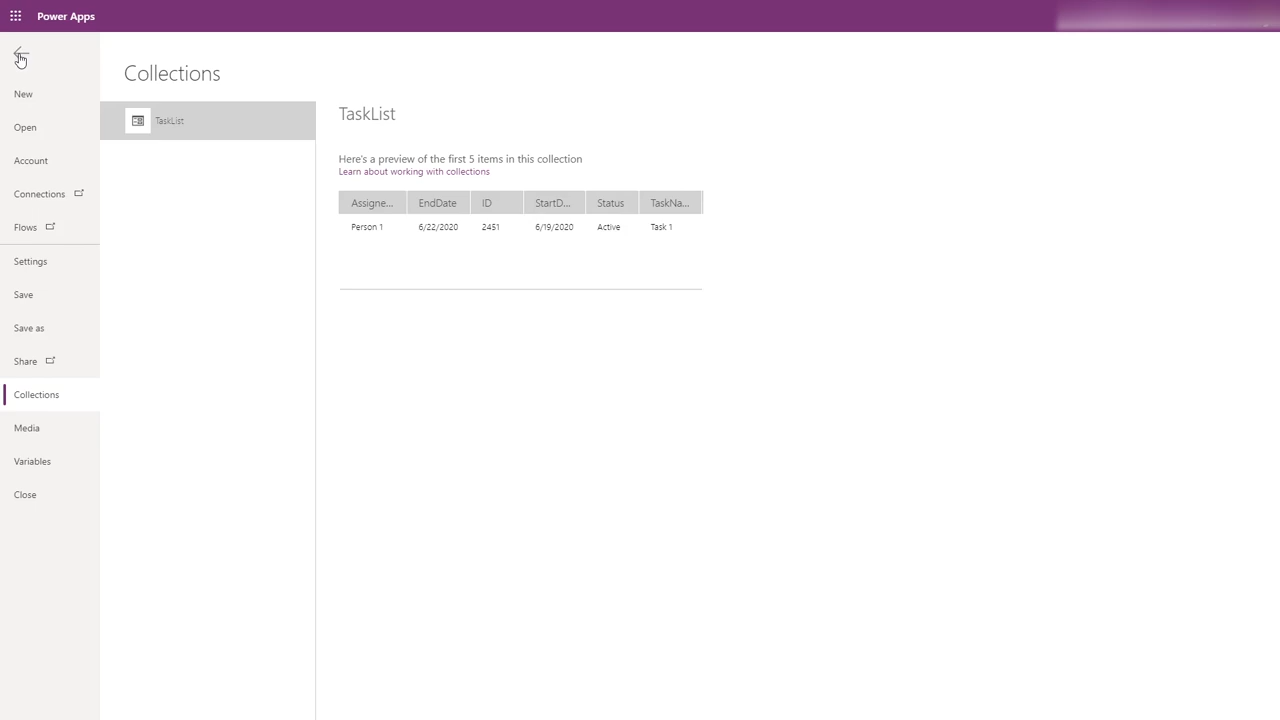 Power Apps
New
Open
Account
Connections
Flows
Settings
Save
Save as
Share
Collections
Media
Variables
Close
Collections
TaskList
TaskList
Here's a preview of the first 5 items in this collection
Learn about working with collections
Assigne... EndDate ID StartD... Status TaskNa...
Person 1 6/22/2020 2451 6/19/2020 Active Task 1